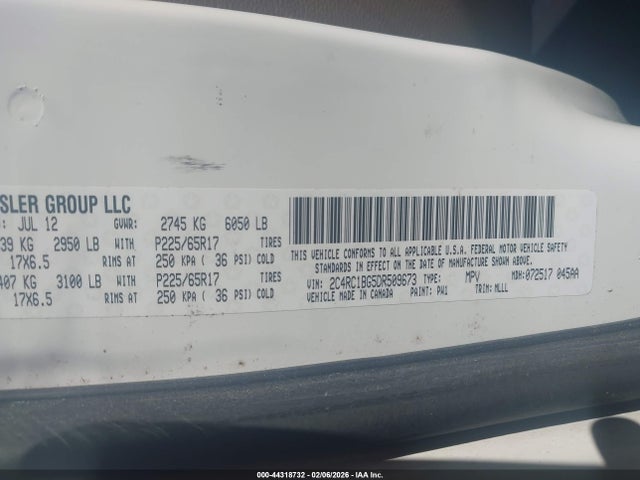 SLER GROUP LLC
: JUL 12 GVWR: 2745 KG 6050 LB
39 KG 2950 LB WITH P225/65R17 TIRES
17X6.5 RIMS AT 250 KPA ( 36 PSI) COLD
407 KG 3100 LB WITH P225/65R17 TIRES
17X6.5 RIMS AT 250 KPA ( 36 PSI) COLD
THIS VEHICLE CONFORMS TO ALL APPLICABLE U.S.A. FEDERAL MOTOR VEHICLE SAFETY
STANDARDS IN EFFECT ON THE DATE OF MANUFACTURE SHOWN ABOVE.
VIN: 2C4RC1BG5DR509673 TYPE: MPV MDH: 072517 045AA
VEHICLE MADE IN CANADA PAINT: PW1 TRIM: MLLL
000-44318732 - 02/06/2026 - IAA Inc.